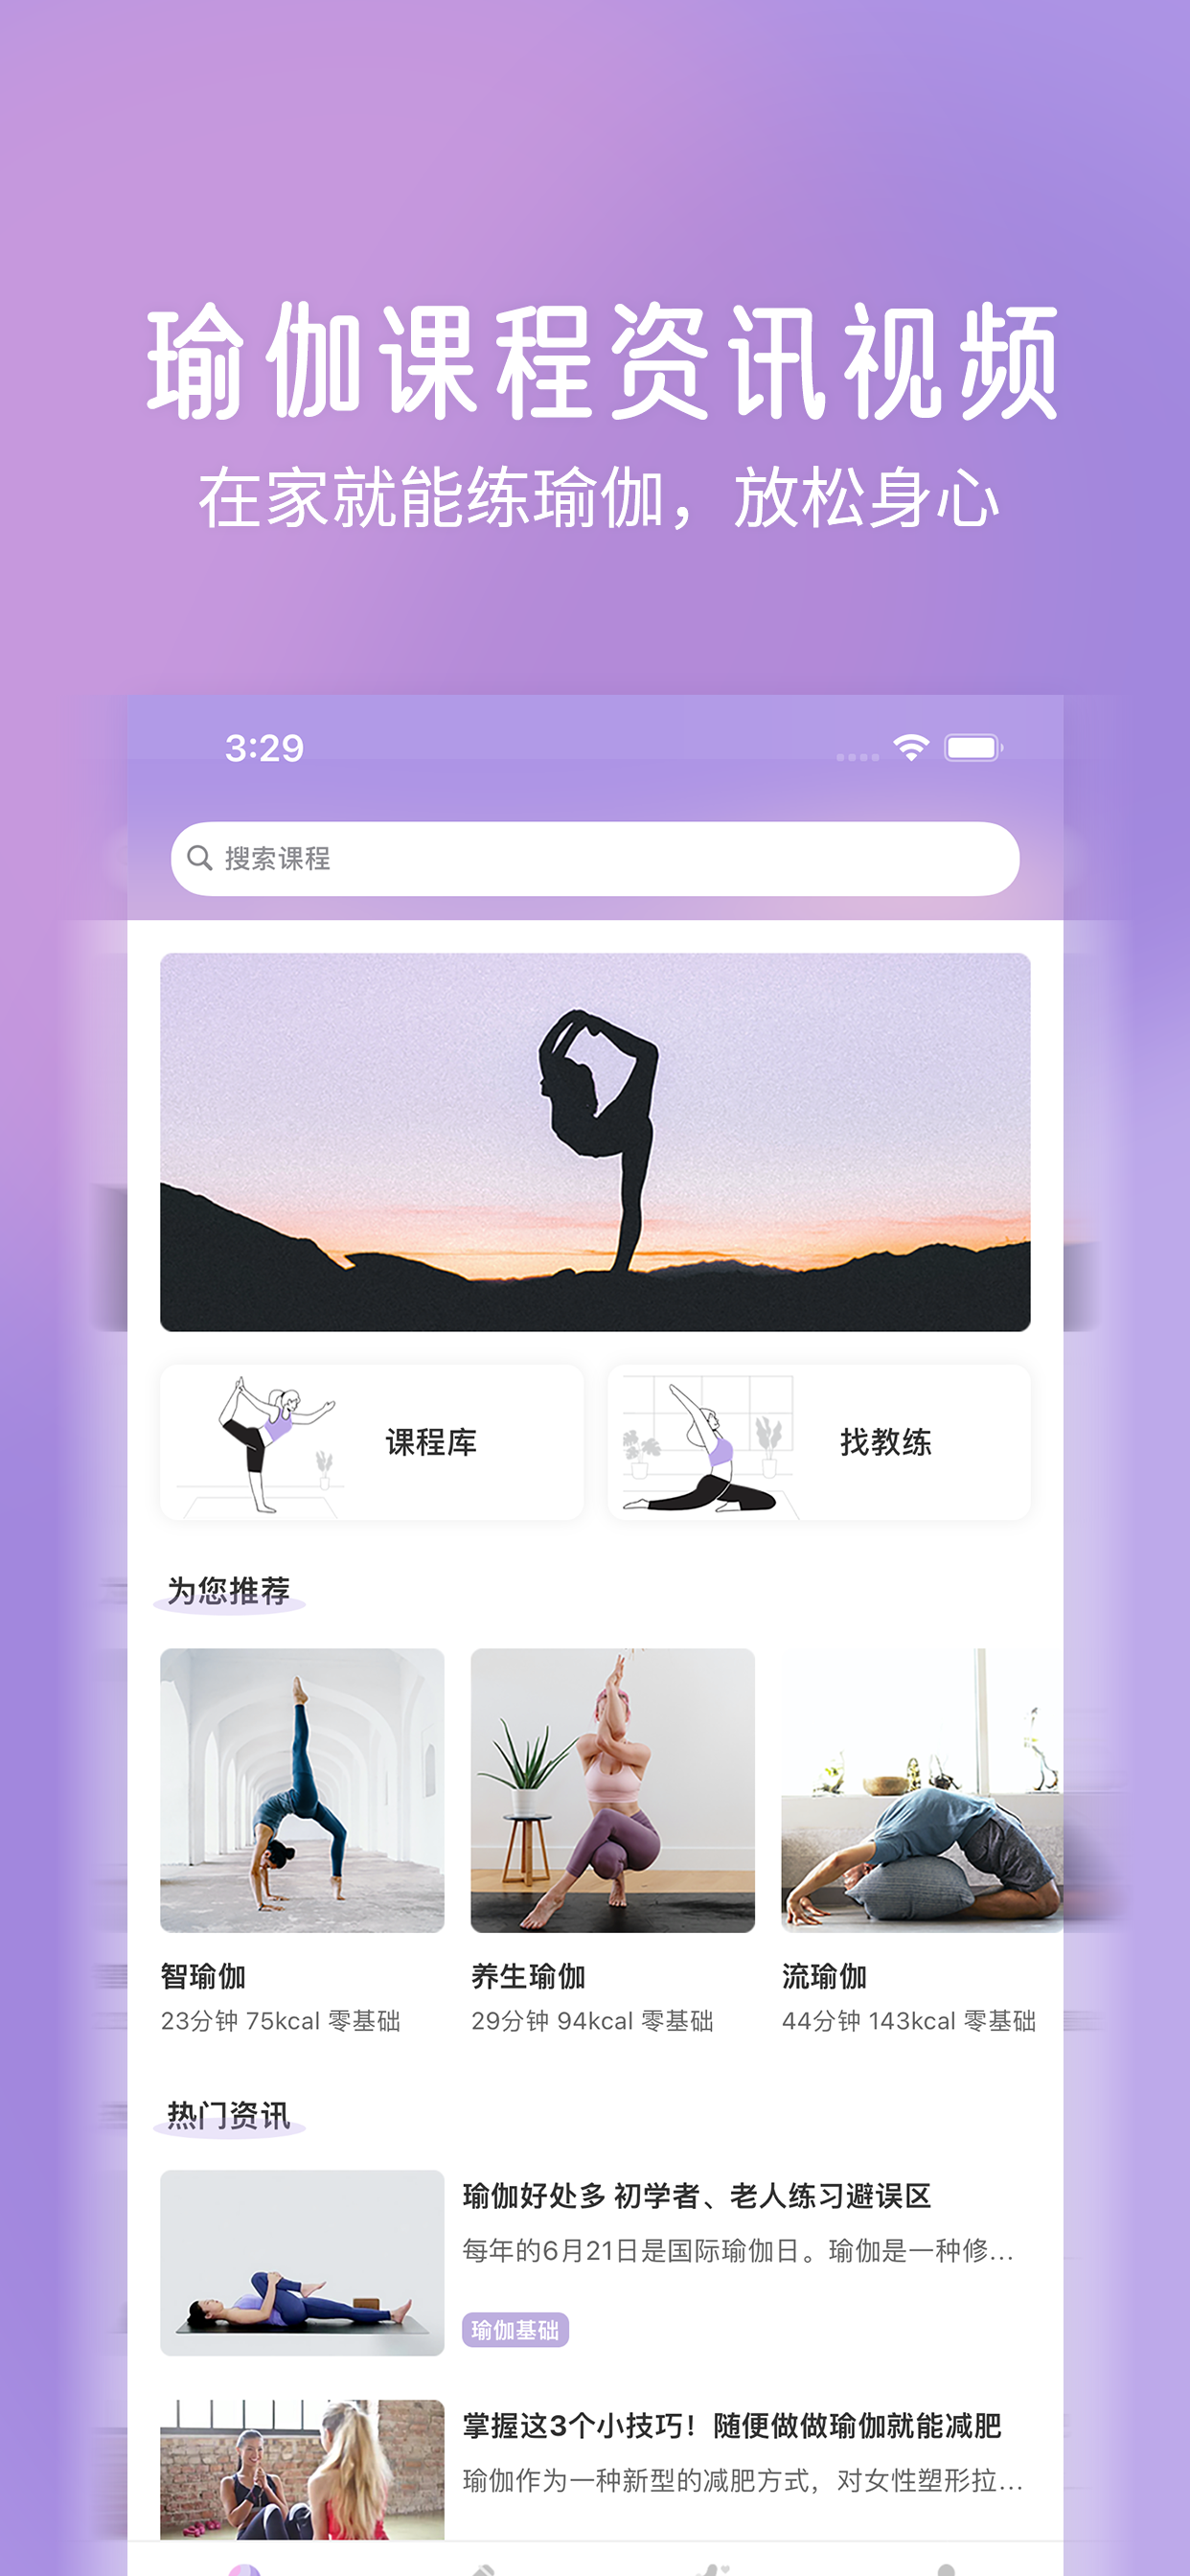 瑜伽课程资讯视频
在家就能练瑜伽，放松身心
3:29
搜索课程
课程库
找教练
为您推荐
智瑜伽
23分钟 75kcal 零基础
养生瑜伽
29分钟 94kcal 零基础
流瑜伽
44分钟 143kcal 零基础
热门资讯
瑜伽好处多 初学者、老人练习避误区
每年的6月21日是国际瑜伽日。瑜伽是一种修...
瑜伽基础
掌握这3个小技巧！随便做做瑜伽就能减肥
瑜伽作为一种新型的减肥方式，对女性塑形拉...